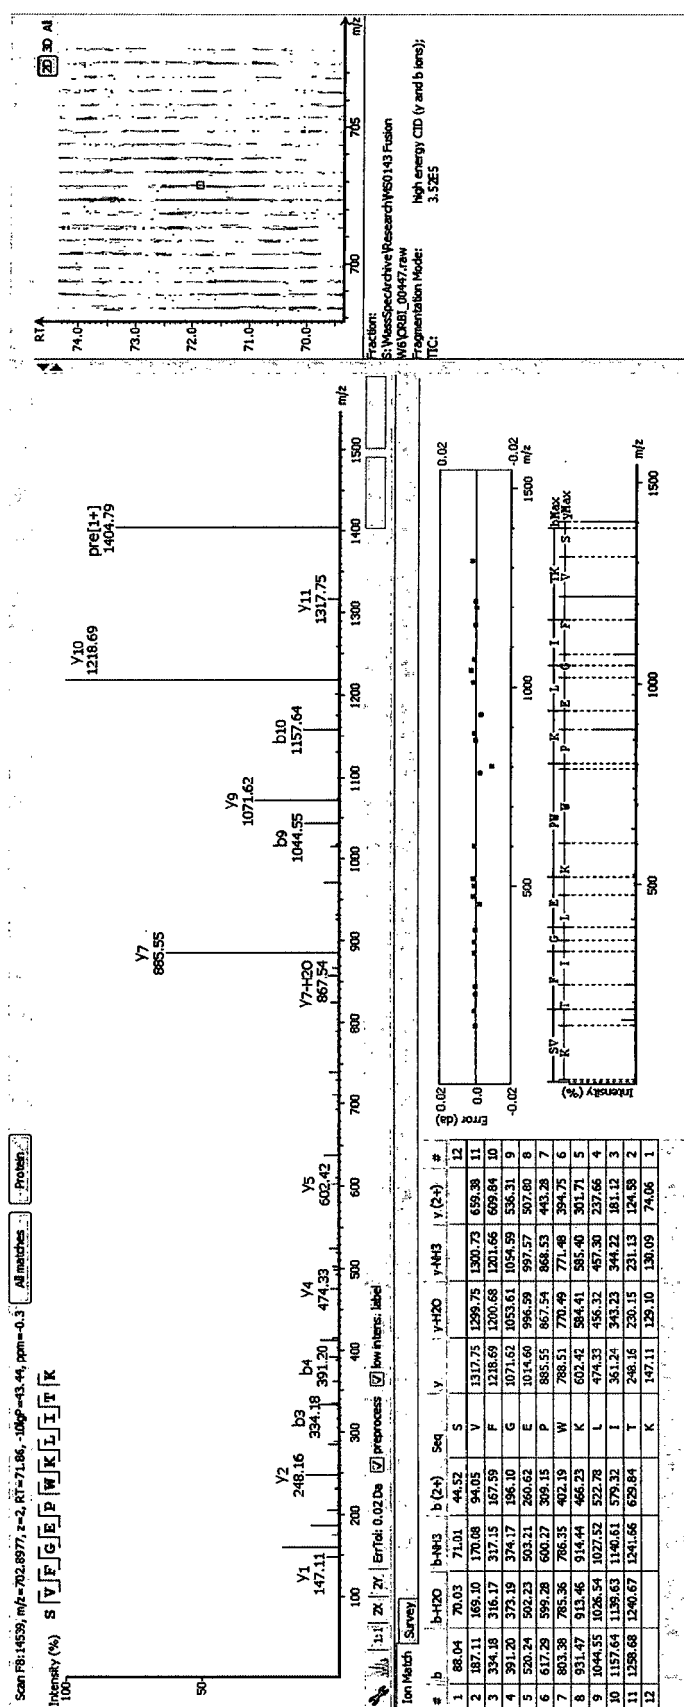 Scan F8:14539, m/z=702.8977, z=2, RT=71.86, -10lgP=43.44, ppm=-0.3 All matches Protein
Intensity (%) S V F G E P W K L I T K
100
50
y1
147.11
y2
248.16
b3
334.18
b4
391.20
y4
474.33
y5
602.42
y7-H2O
867.54
y7
885.55
b9
1044.55
y9
1071.62
b10
1157.64
y10
1218.69
y11
1317.75
pre[1+]
1404.79
100 200 300 400 500 600 700 800 900 1000 1100 1200 1300 1400 1500 m/z
1:1 2X 2Y ErrTol: 0.02 Da preprocess low intens. label
Ion Match Survey
# b b-H2O b-NH3 b (2+) Seq y y-H2O y-NH3 y (2+) #
1 88.04 70.03 71.01 44.52 S 12
2 187.11 169.10 170.08 94.05 V 1317.75 1299.75 1300.73 659.38 11
3 334.18 316.17 317.15 167.59 F 1218.69 1200.68 1201.66 609.84 10
4 391.20 373.19 374.17 196.10 G 1071.62 1053.61 1054.59 536.31 9
5 520.24 502.23 503.21 260.62 E 1014.60 996.59 997.57 507.80 8
6 617.29 599.28 600.27 309.15 P 885.55 867.54 868.53 443.28 7
7 803.38 785.36 786.35 402.19 W 788.51 770.49 771.48 394.75 6
8 931.47 913.46 914.44 466.23 K 602.42 584.41 585.40 301.71 5
9 1044.55 1026.54 1027.52 522.78 L 474.33 456.32 457.30 237.66 4
10 1157.64 1139.63 1140.61 579.32 I 361.24 343.23 344.22 181.12 3
11 1258.68 1240.67 1241.66 629.84 T 248.16 230.15 231.13 124.58 2
12 K 147.11 129.10 130.09 74.06 1
Error (da)
0.02
0.0
-0.02
0.02
-0.02
500 1000 1500 m/z
Intensity (%)
SV F G E PW K L I TK bMax
K T I L K W P E G F V S yMax
500 1000 1500 m/z
RT
2D 3D All
74.0
73.0
72.0
71.0
70.0
700 705 m/z
Fraction:
S:\MassSpecArchive\Research\MS0143 Fusion
W6\ORBI_00447.raw
Fragmentation Mode: high energy CID (y and b ions);
TIC: 3.52E5